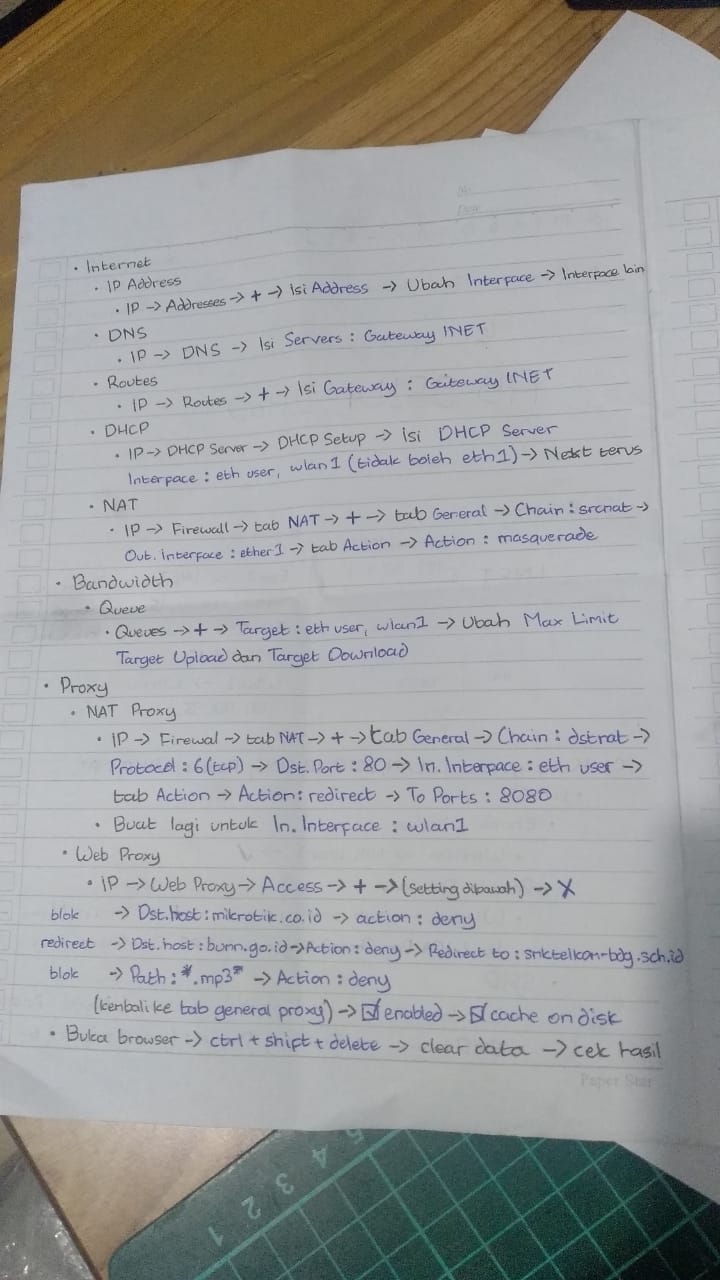 No.
Date
• Internet
• IP Address
• IP → Addresses → + → Isi Address → Ubah Interface → Interface lain
• DNS
• IP → DNS → Isi Servers : Gateway INET
• Routes
• IP → Routes → + → Isi Gateway : Gateway INET
• DHCP
• IP → DHCP Server → DHCP Setup → Isi DHCP Server
Interface : eth user, wlan1 (tidak boleh eth1) → Next terus
• NAT
• IP → Firewall → tab NAT → + → tab General → Chain : srcnat →
Out. interface : ether1 → tab Action → Action : masquerade
• Bandwidth
• Queue
• Queues → + → Target : eth user, wlan1 → Ubah Max Limit
Target Upload dan Target Download
• Proxy
• NAT Proxy
• IP → Firewal → tab NAT → + → tab General → Chain : dstnat →
Protocol : 6 (tcp) → Dst. Port : 80 → In. Interface : eth user →
tab Action → Action : redirect → To Ports : 8080
• Buat lagi untuk In. Interface : wlan1
• Web Proxy
• IP → Web Proxy → Access → + → (setting dibawah) → X
blok → Dst.host : mikrotik.co.id → action : deny
redirect → Dst.host : bumn.go.id → Action : deny → Redirect to : smktelkom-bdg.sch.id
blok → Path : *.mp3* → Action : deny
(kembali ke tab general proxy) → ☑ enabled → ☑ cache on disk
• Buka browser → ctrl + shift + delete → clear data → cek hasil
Paper Star
1 2 3 4 5